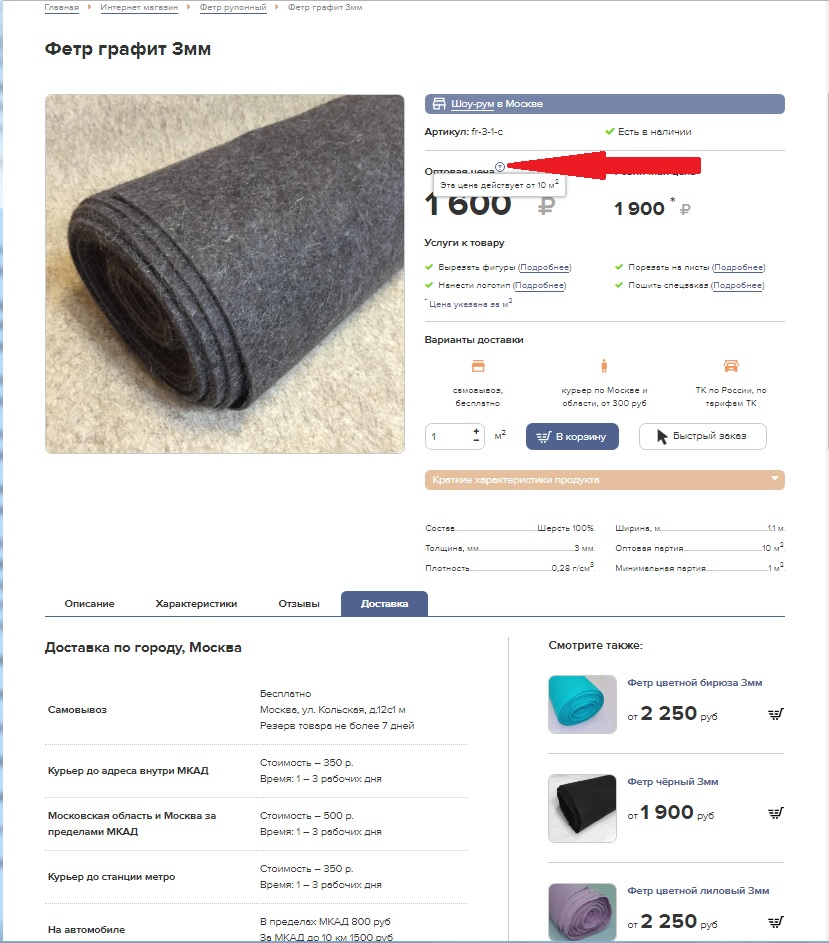 Главная Интернет магазин Фетр рулонный Фетр графит 3мм
Фетр графит 3мм
Шоу-рум в Москве
Артикул: fr-3-1-c Есть в наличии
Оптовая цена ?
Эта цена действует от 10 м²
1 600 ₽ 1 900 * ₽
Услуги к товару
Вырезать фигуры (Подробнее) Порезать на листы (Подробнее)
Нанести логотип (Подробнее) Пошить спецзаказ (Подробнее)
* Цена указана за м²
Варианты доставки
самовывоз, бесплатно
курьер по Москве и области, от 300 руб
ТК по России, по тарифам ТК
1 + − м² В корзину Быстрый заказ
Краткие характеристики продукта
Состав Шерсть 100% Ширина, м 1.1 м.
Толщина, мм 3 мм. Оптовая партия 10 м².
Плотность 0,28 г/см³ Минимальная партия 1 м².
Описание Характеристики Отзывы Доставка
Доставка по городу, Москва
Самовывоз
Бесплатно
Москва, ул. Кольская, д.12с1 м
Резерв товара не более 7 дней
Курьер до адреса внутри МКАД
Стоимость – 350 р.
Время: 1 – 3 рабочих дня
Московская область и Москва за
пределами МКАД
Стоимость – 500 р.
Время: 1 – 3 рабочих дня
Курьер до станции метро
Стоимость – 350 р.
Время: 1 – 3 рабочих дня
На автомобиле
В пределах МКАД 800 руб
За МКАД до 10 км 1500 руб
Смотрите также:
Фетр цветной бирюза 3мм
от 2 250 руб
Фетр чёрный 3мм
от 1 900 руб
Фетр цветной лиловый 3мм
от 2 250 руб